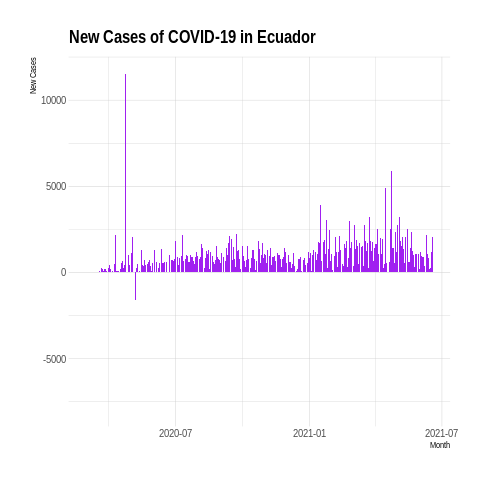 New Cases of COVID-19 in Ecuador
New Cases
10000
5000
0
-5000
2020-07
2021-01
2021-07
Month